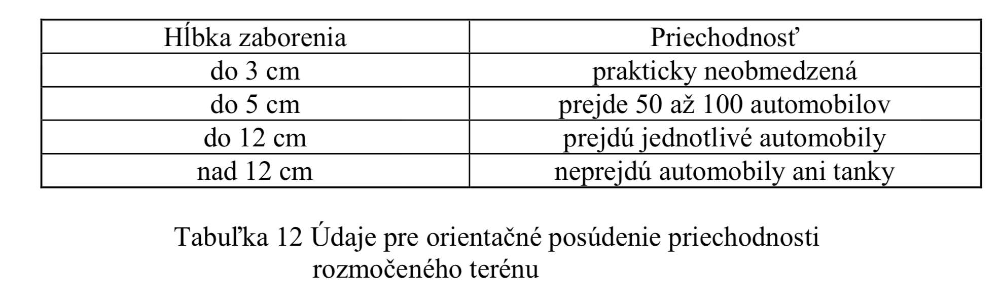 Hĺbka zaborenia Priechodnosť
do 3 cm prakticky neobmedzená
do 5 cm prejde 50 až 100 automobilov
do 12 cm prejdú jednotlivé automobily
nad 12 cm neprejdú automobily ani tanky
Tabuľka 12 Údaje pre orientačné posúdenie priechodnosti
rozmočeného terénu